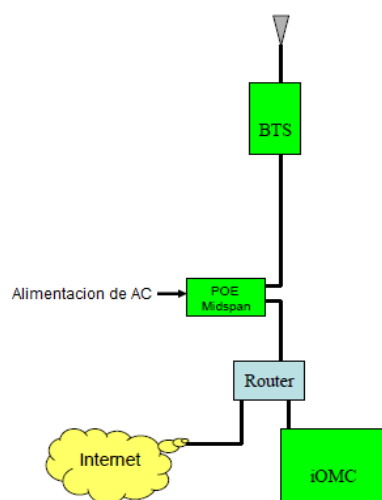 BTS
Alimentacion de AC
POE
Midspan
Router
Internet
iOMC